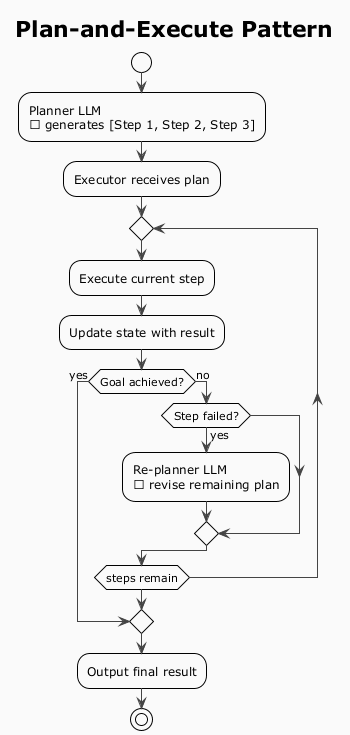 Plan-and-Execute Pattern
Planner LLM
□ generates [Step 1, Step 2, Step 3]
Executor receives plan
Execute current step
Update state with result
yes
Goal achieved?
no
Step failed?
yes
Re-planner LLM
□ revise remaining plan
steps remain
Output final result